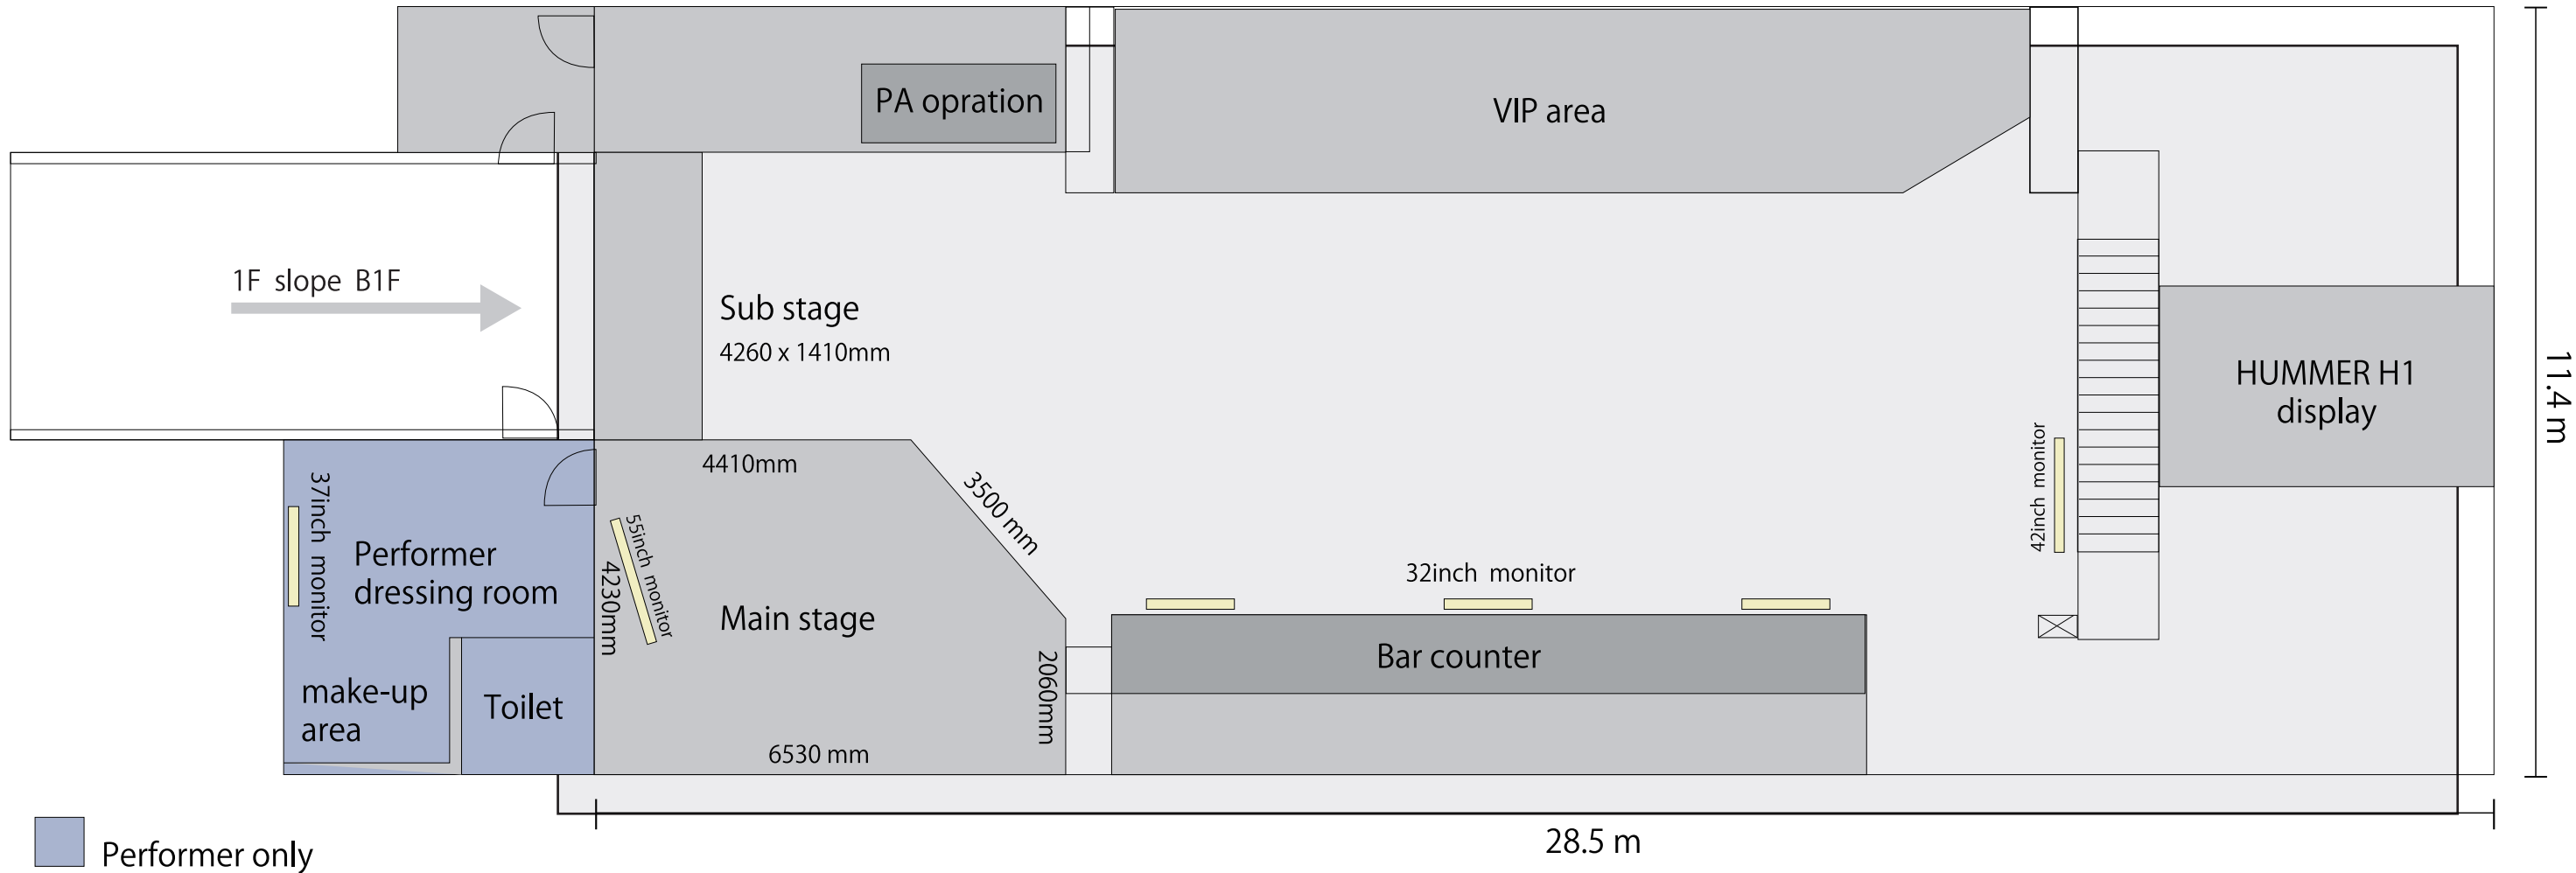 PA opration
VIP area
1F slope B1F
Sub stage
4260 x 1410mm
HUMMER H1
display
11.4 m
4410mm
3500 mm
42inch monitor
37inch monitor
Performer
dressing room
55inch monitor
4230mm
Main stage
32inch monitor
Bar counter
2060mm
make-up
area
Toilet
6530 mm
28.5 m
Performer only